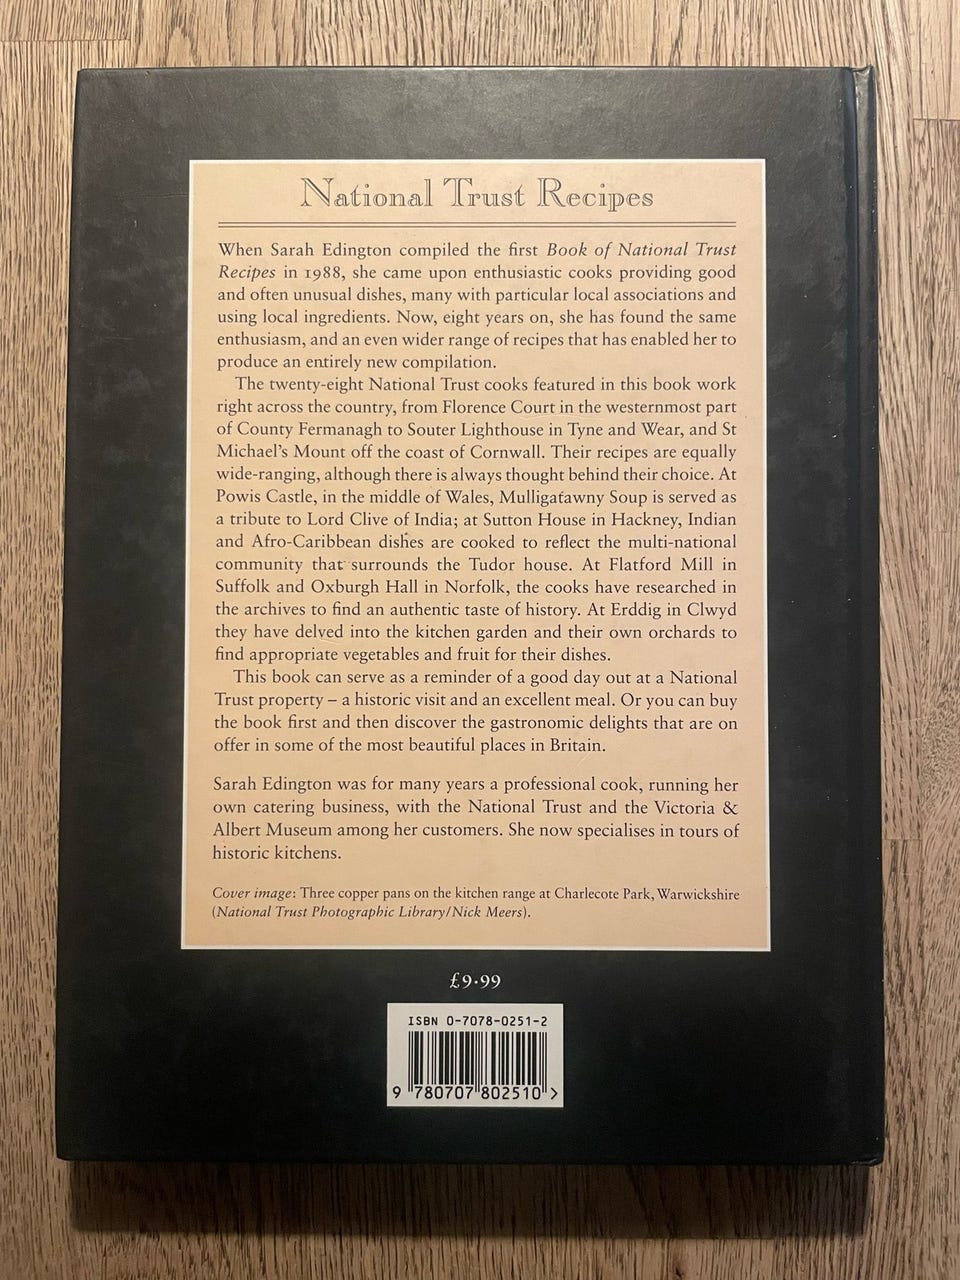 National Trust Recipes
When Sarah Edington compiled the first Book of National Trust
Recipes in 1988, she came upon enthusiastic cooks providing good
and often unusual dishes, many with particular local associations and
using local ingredients. Now, eight years on, she has found the same
enthusiasm, and an even wider range of recipes that has enabled her to
produce an entirely new compilation.
The twenty-eight National Trust cooks featured in this book work
right across the country, from Florence Court in the westernmost part
of County Fermanagh to Souter Lighthouse in Tyne and Wear, and St
Michael's Mount off the coast of Cornwall. Their recipes are equally
wide-ranging, although there is always thought behind their choice. At
Powis Castle, in the middle of Wales, Mulligatawny Soup is served as
a tribute to Lord Clive of India; at Sutton House in Hackney, Indian
and Afro-Caribbean dishes are cooked to reflect the multi-national
community that surrounds the Tudor house. At Flatford Mill in
Suffolk and Oxburgh Hall in Norfolk, the cooks have researched in
the archives to find an authentic taste of history. At Erddig in Clwyd
they have delved into the kitchen garden and their own orchards to
find appropriate vegetables and fruit for their dishes.
This book can serve as a reminder of a good day out at a National
Trust property – a historic visit and an excellent meal. Or you can buy
the book first and then discover the gastronomic delights that are on
offer in some of the most beautiful places in Britain.
Sarah Edington was for many years a professional cook, running her
own catering business, with the National Trust and the Victoria &
Albert Museum among her customers. She now specialises in tours of
historic kitchens.
Cover image: Three copper pans on the kitchen range at Charlecote Park, Warwickshire
(National Trust Photographic Library/Nick Meers).
£9·99
ISBN 0-7078-0251-2
9 780707 802510 >